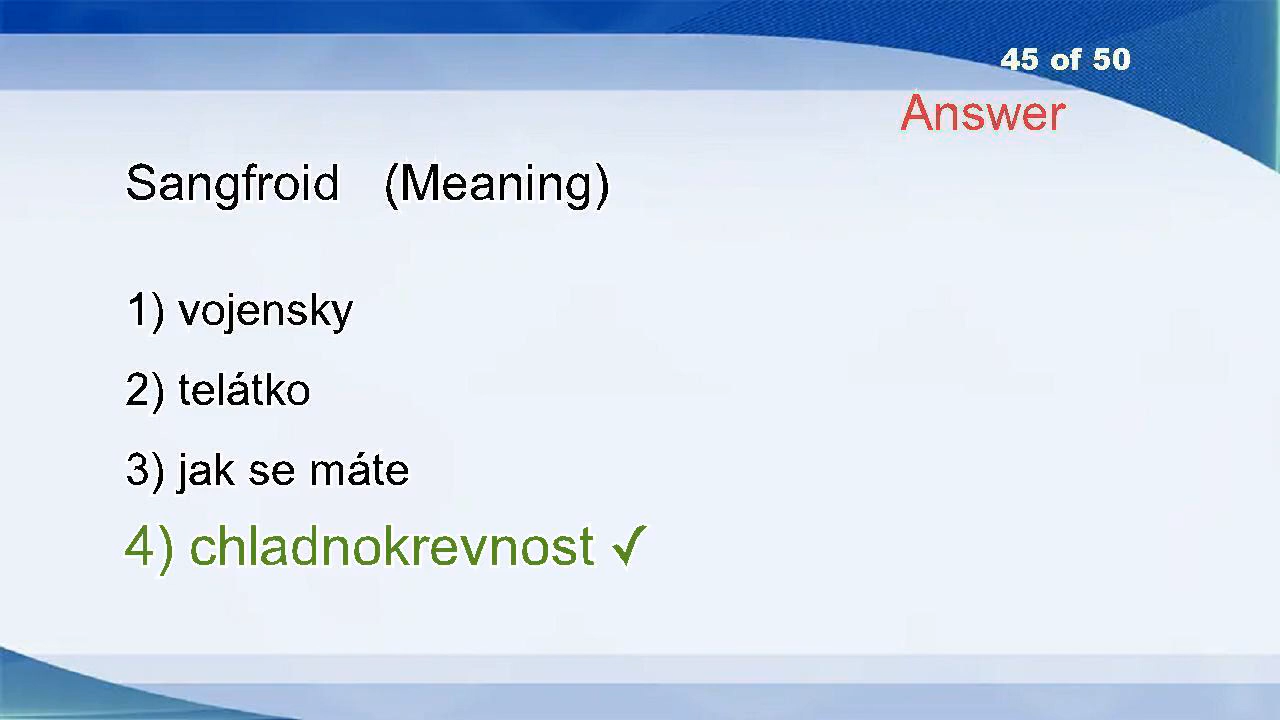 45 of 50
Answer
Sangfroid (Meaning)
1) vojensky
2) telátko
3) jak se máte
4) chladnokrevnost ✓